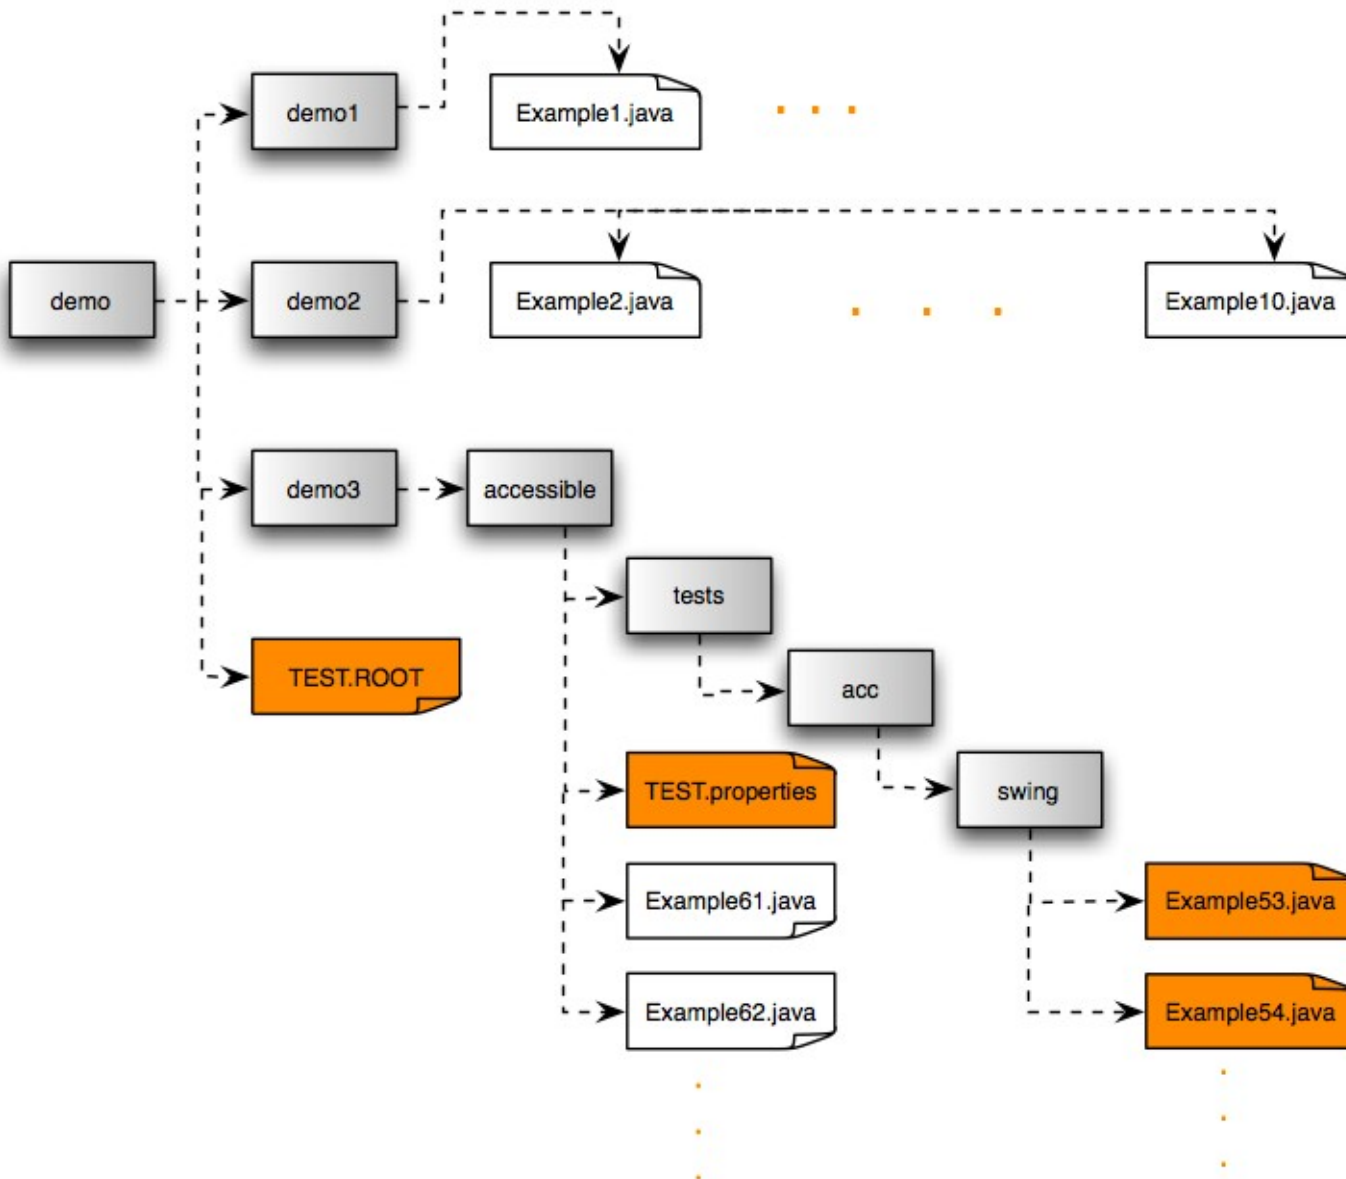 demo1
Example1.java
demo
demo2
Example2.java
Example10.java
demo3
accessible
tests
TEST.ROOT
acc
TEST.properties
swing
Example61.java
Example53.java
Example62.java
Example54.java